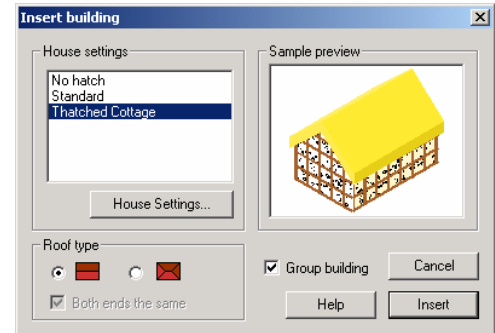 Insert building
House settings
No hatch
Standard
Thatched Cottage
House Settings...
Sample preview
Roof type
Both ends the same
Group building
Cancel
Help
Insert